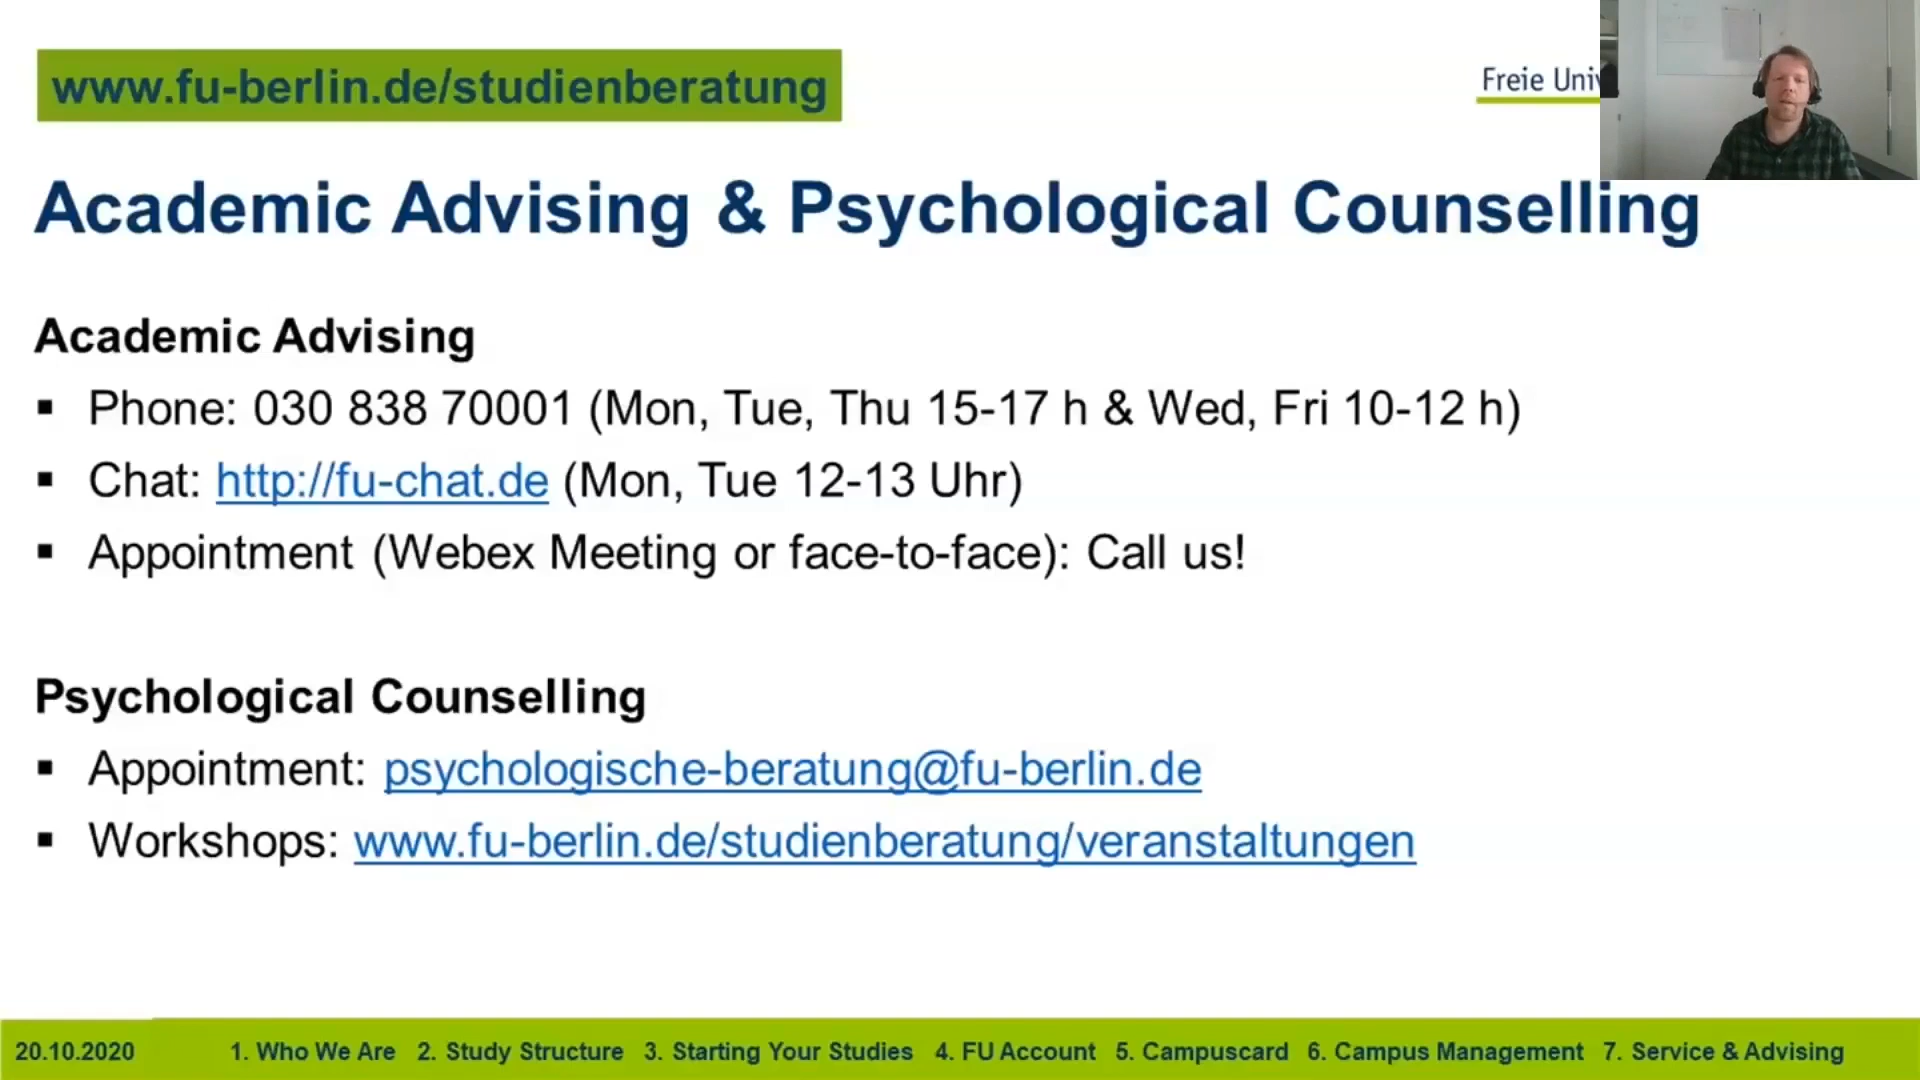 www.fu-berlin.de/studienberatung
Freie
Academic Advising & Psychological Counselling
Academic Advising
▪ Phone: 030 838 70001 (Mon, Tue, Thu 15-17 h & Wed, Fri 10-12 h)
▪ Chat: http://fu-chat.de (Mon, Tue 12-13 Uhr)
▪ Appointment (Webex Meeting or face-to-face): Call us!
Psychological Counselling
▪ Appointment: psychologische-beratung@fu-berlin.de
▪ Workshops: www.fu-berlin.de/studienberatung/veranstaltungen
20.10.2020 1. Who We Are 2. Study Structure 3. Starting Your Studies 4. FU Account 5. Campuscard 6. Campus Management 7. Service & Advising